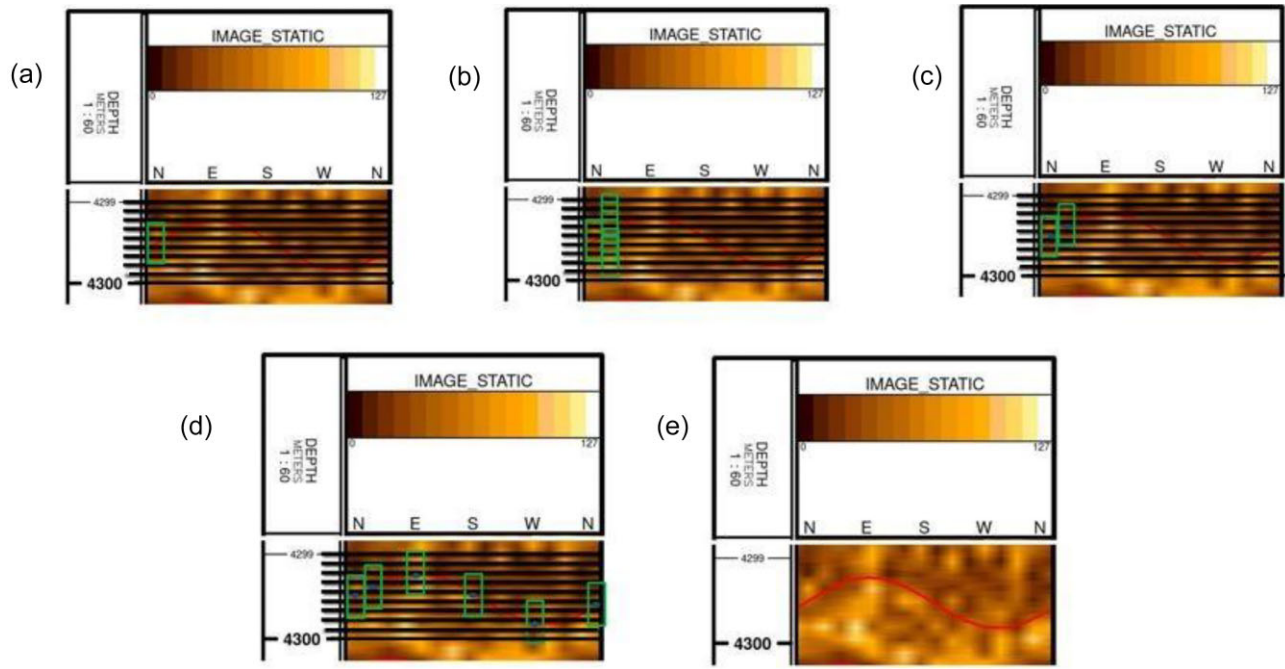 (a)
IMAGE_STATIC
0 127
DEPTH
METERS
1 : 60
N E S W N
4299
4300
(b)
IMAGE_STATIC
0 127
DEPTH
METERS
1 : 60
N E S W N
4299
4300
(c)
IMAGE_STATIC
0 127
DEPTH
METERS
1 : 60
N E S W N
4299
4300
(d)
IMAGE_STATIC
0 127
DEPTH
METERS
1 : 60
N E S W N
4299
4300
(e)
IMAGE_STATIC
0 127
DEPTH
METERS
1 : 60
N E S W N
4299
4300